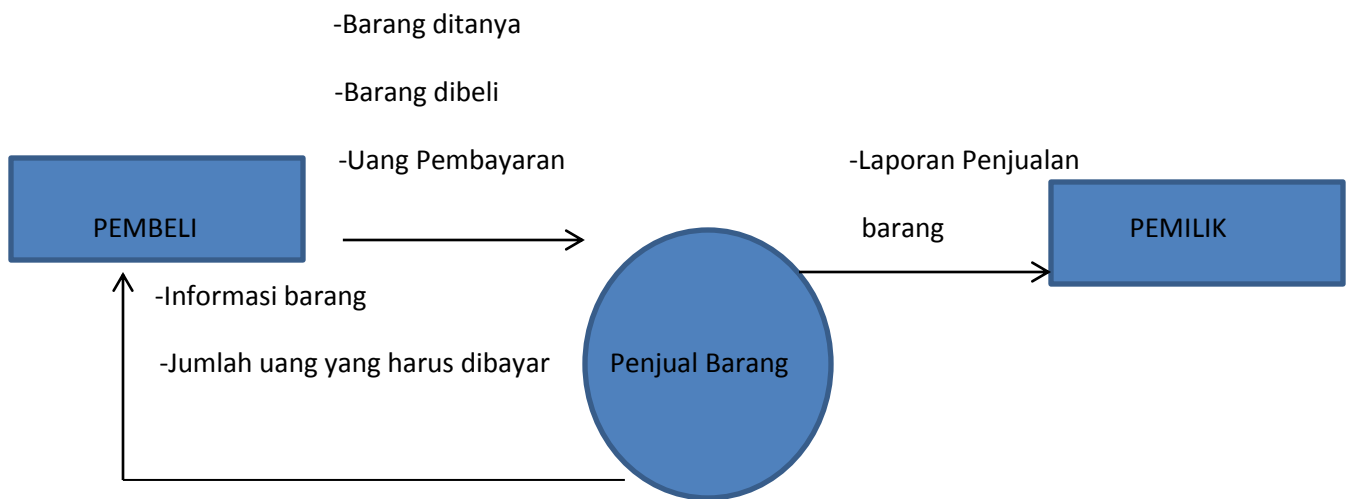 -Barang ditanya
-Barang dibeli
-Uang Pembayaran
-Laporan Penjualan
barang
PEMBELI
PEMILIK
-Informasi barang
-Jumlah uang yang harus dibayar
Penjual Barang